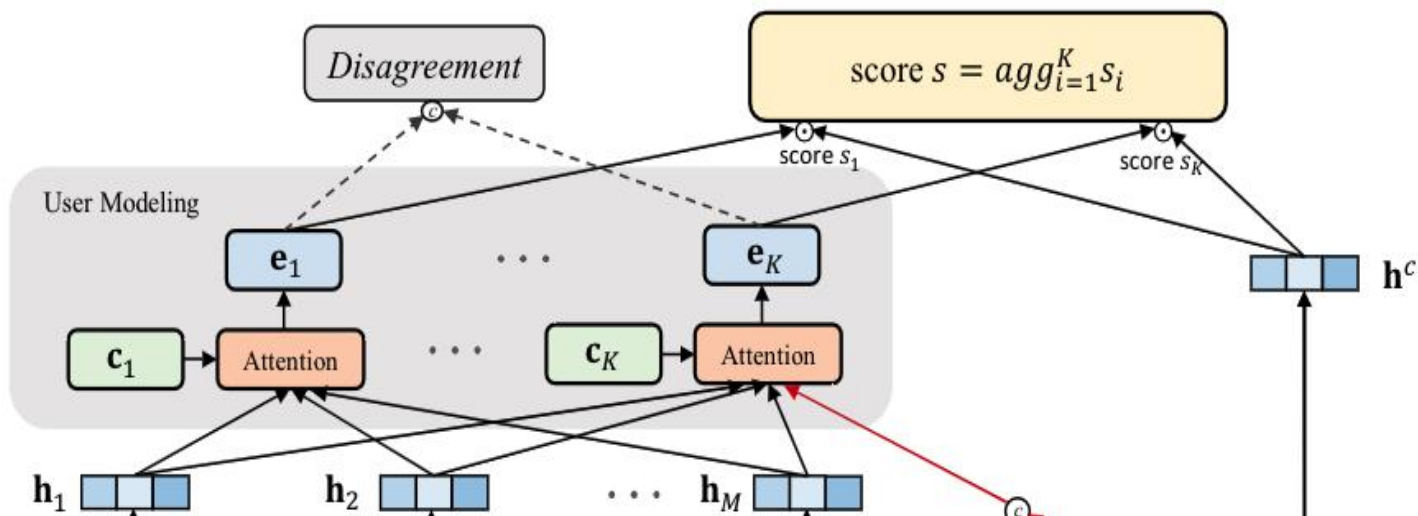 Disagreement
score s = agg_{i=1}^{K} s_i
c
score s_1
score s_K
User Modeling
e_1
. . .
e_K
h^c
c_1
Attention
. . .
c_K
Attention
h_1
h_2
. . .
h_M
c